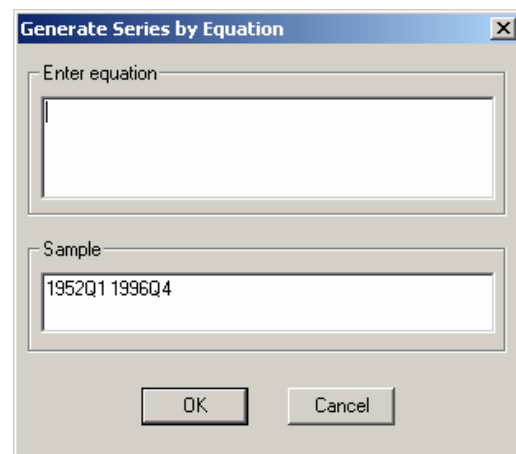 Generate Series by Equation
Enter equation
Sample
1952Q1 1996Q4
OK Cancel